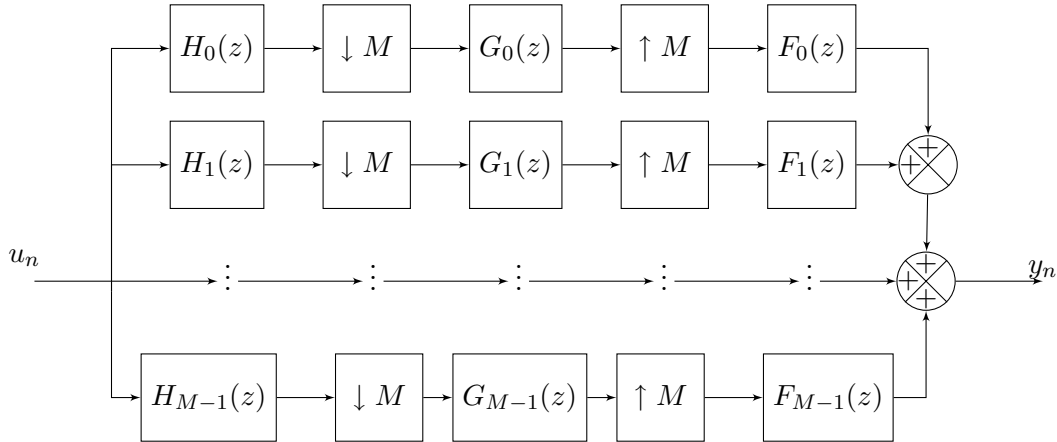 H_0(z) ↓ M G_0(z) ↑ M F_0(z)
+
H_1(z) ↓ M G_1(z) ↑ M F_1(z) +
u_n y_n
+
⋮ ⋮ ⋮ ⋮ ⋮ +
+
H_{M−1}(z) ↓ M G_{M−1}(z) ↑ M F_{M−1}(z)